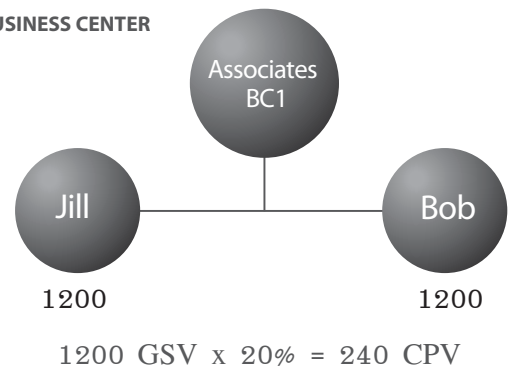 USINESS CENTER
Associates
BC1
Jill
Bob
1200
1200
1200 GSV x 20% = 240 CPV